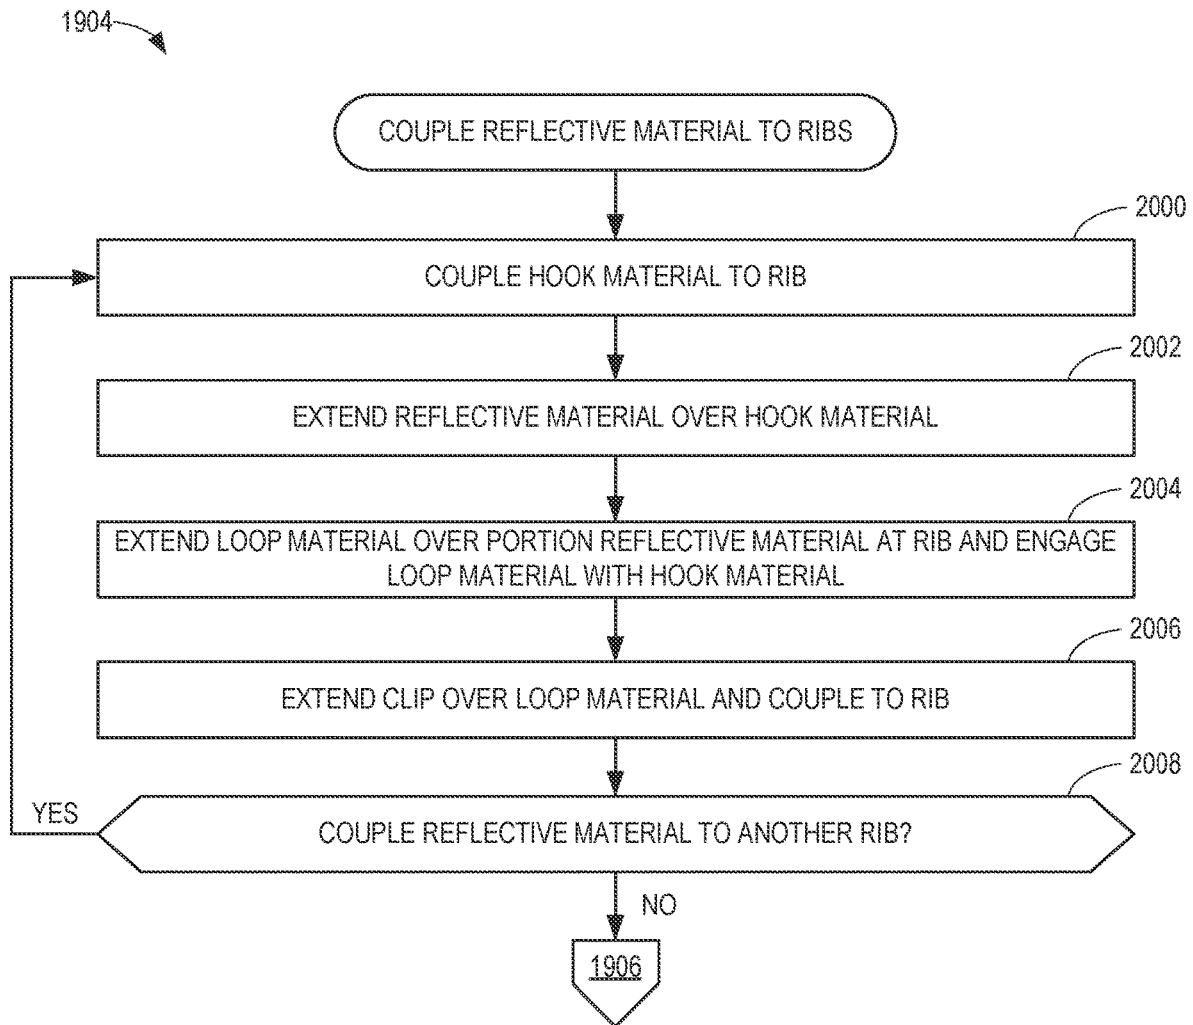 1904
COUPLE REFLECTIVE MATERIAL TO RIBS
2000
COUPLE HOOK MATERIAL TO RIB
2002
EXTEND REFLECTIVE MATERIAL OVER HOOK MATERIAL
2004
EXTEND LOOP MATERIAL OVER PORTION REFLECTIVE MATERIAL AT RIB AND ENGAGE
LOOP MATERIAL WITH HOOK MATERIAL
2006
EXTEND CLIP OVER LOOP MATERIAL AND COUPLE TO RIB
2008
YES
COUPLE REFLECTIVE MATERIAL TO ANOTHER RIB?
NO
1906